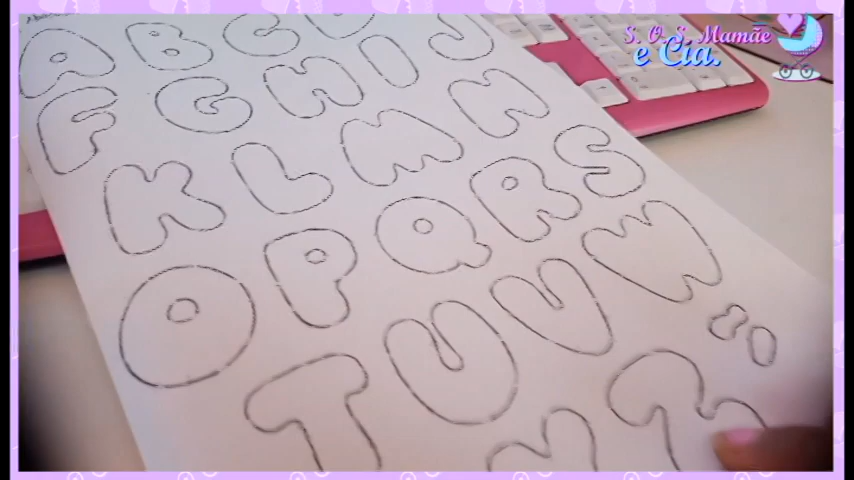 S. O. S. Mamãe
e Cia.
A B C
F G H I J
K L M N
O P Q R S
T U V W